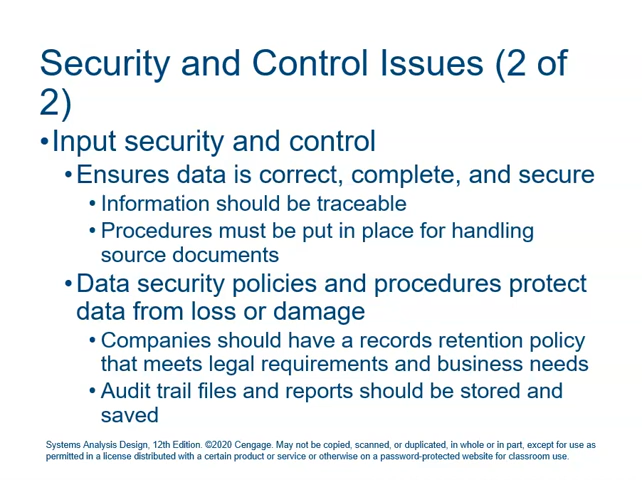 Security and Control Issues (2 of
2)
•Input security and control
•Ensures data is correct, complete, and secure
• Information should be traceable
• Procedures must be put in place for handling
source documents
•Data security policies and procedures protect
data from loss or damage
• Companies should have a records retention policy
that meets legal requirements and business needs
• Audit trail files and reports should be stored and
saved
Systems Analysis Design, 12th Edition. ©2020 Cengage. May not be copied, scanned, or duplicated, in whole or in part, except for use as
permitted in a license distributed with a certain product or service or otherwise on a password-protected website for classroom use.